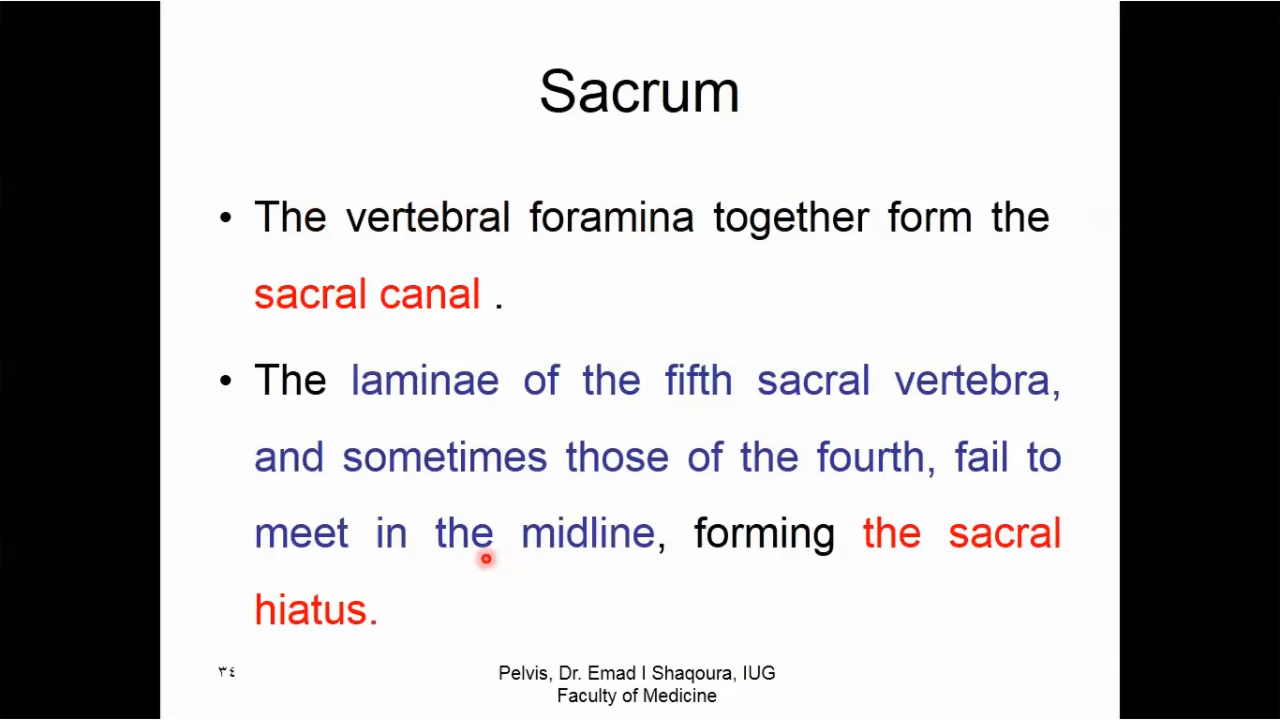 Sacrum
• The vertebral foramina together form the
sacral canal .
• The laminae of the fifth sacral vertebra,
and sometimes those of the fourth, fail to
meet in the midline, forming the sacral
hiatus.
٣٤
Pelvis, Dr. Emad I Shaqoura, IUG
Faculty of Medicine